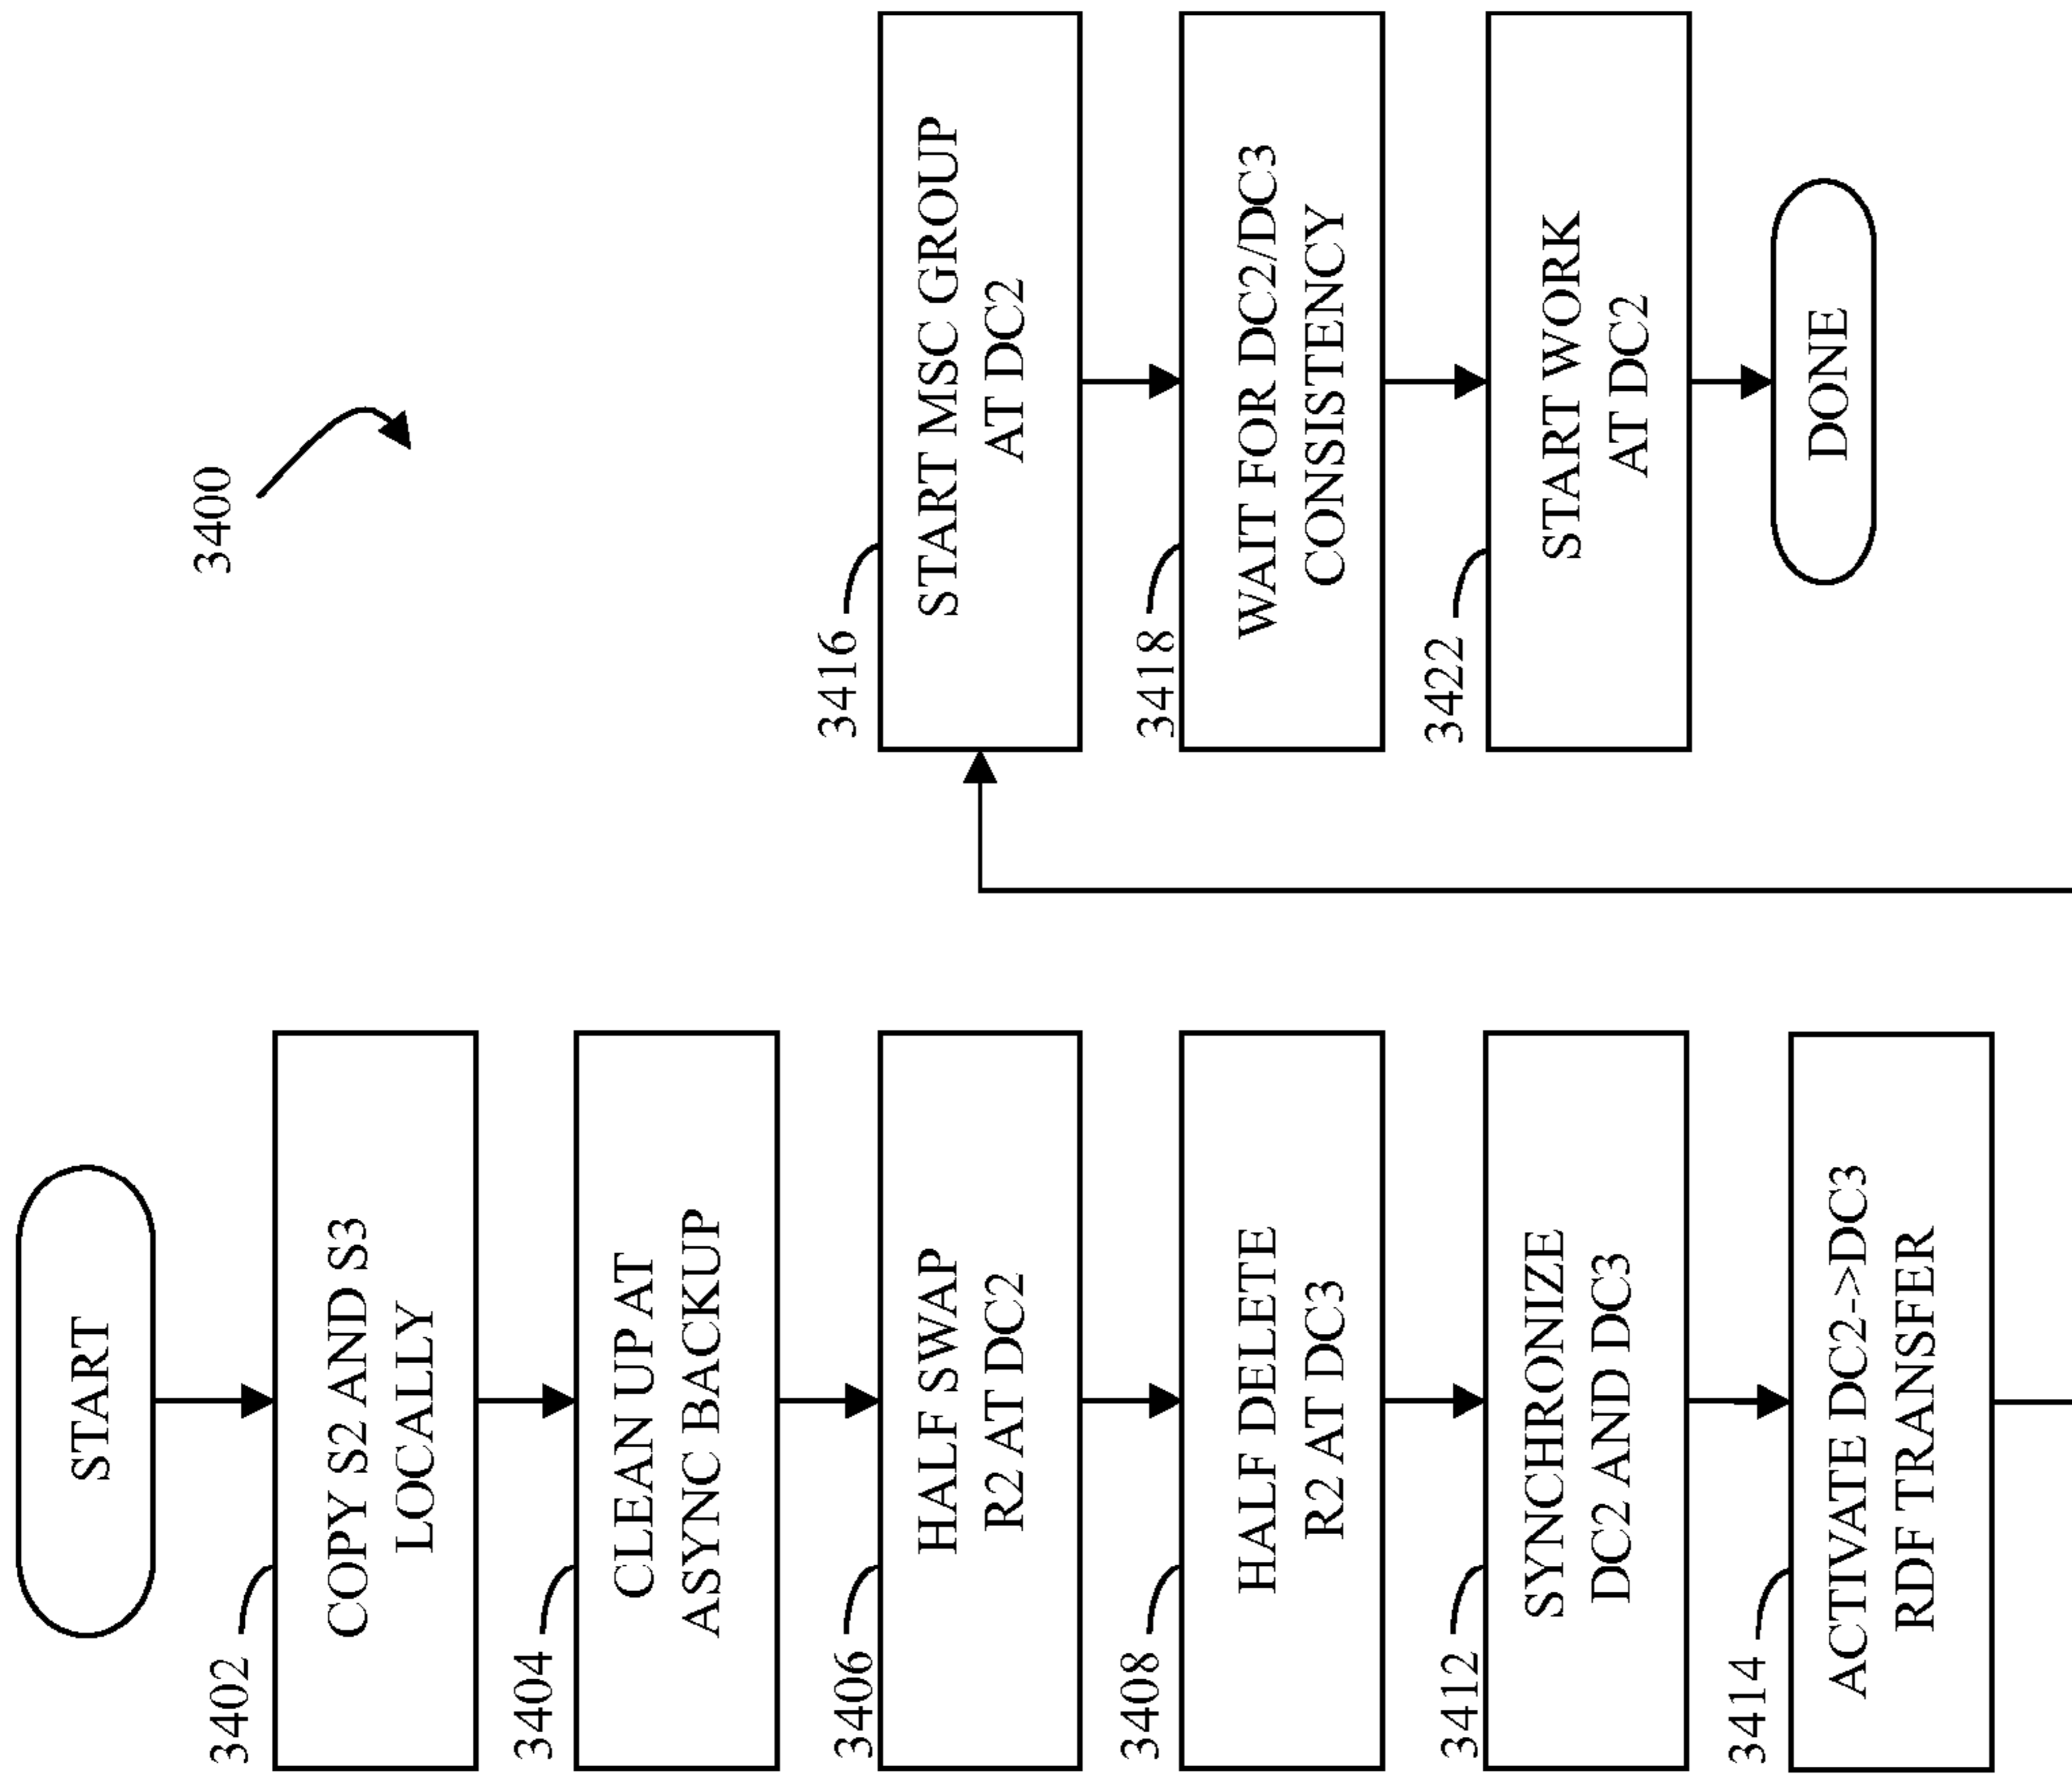 3400
START
3402
COPY S2 AND S3
LOCALLY
3404
CLEAN UP AT
ASYNC BACKUP
3406
HALF SWAP
R2 AT DC2
3408
HALF DELETE
R2 AT DC3
3412
SYNCHRONIZE
DC2 AND DC3
3414
ACTIVATE DC2->DC3
RDF TRANSFER
3416
START MSC GROUP
AT DC2
3418
WAIT FOR DC2/DC3
CONSISTENCY
3422
START WORK
AT DC2
DONE